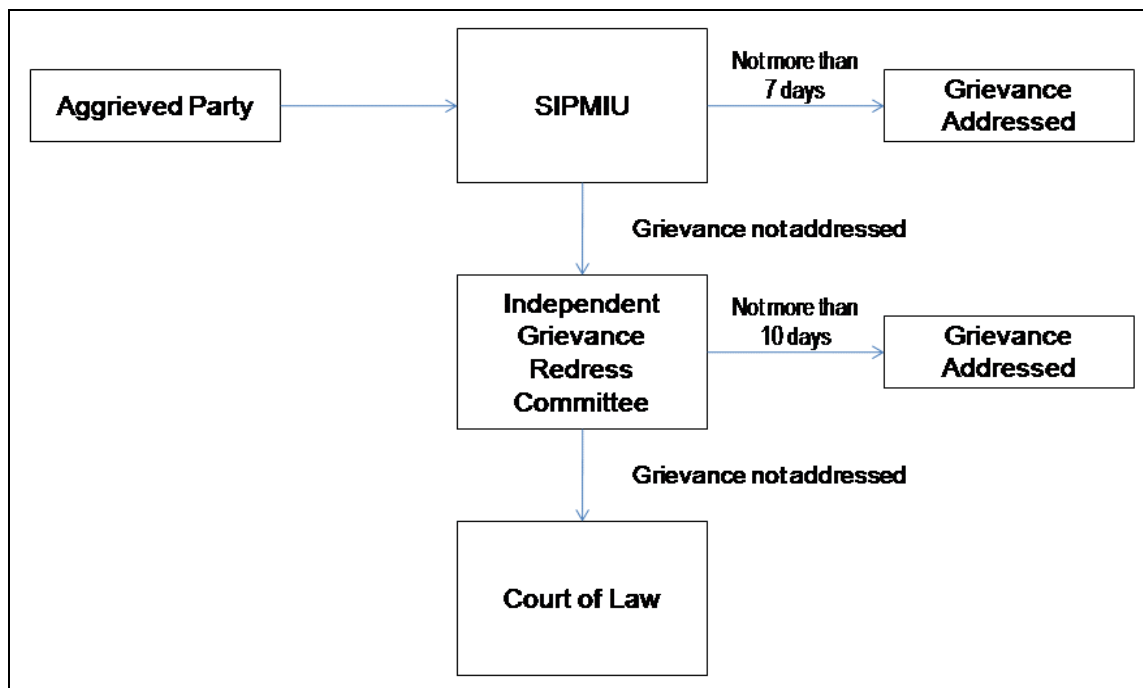 Aggrieved Party
SIPMIU
Not more than
7 days
Grievance
Addressed
Grievance not addressed
Independent
Grievance
Redress
Committee
Not more than
10 days
Grievance
Addressed
Grievance not addressed
Court of Law